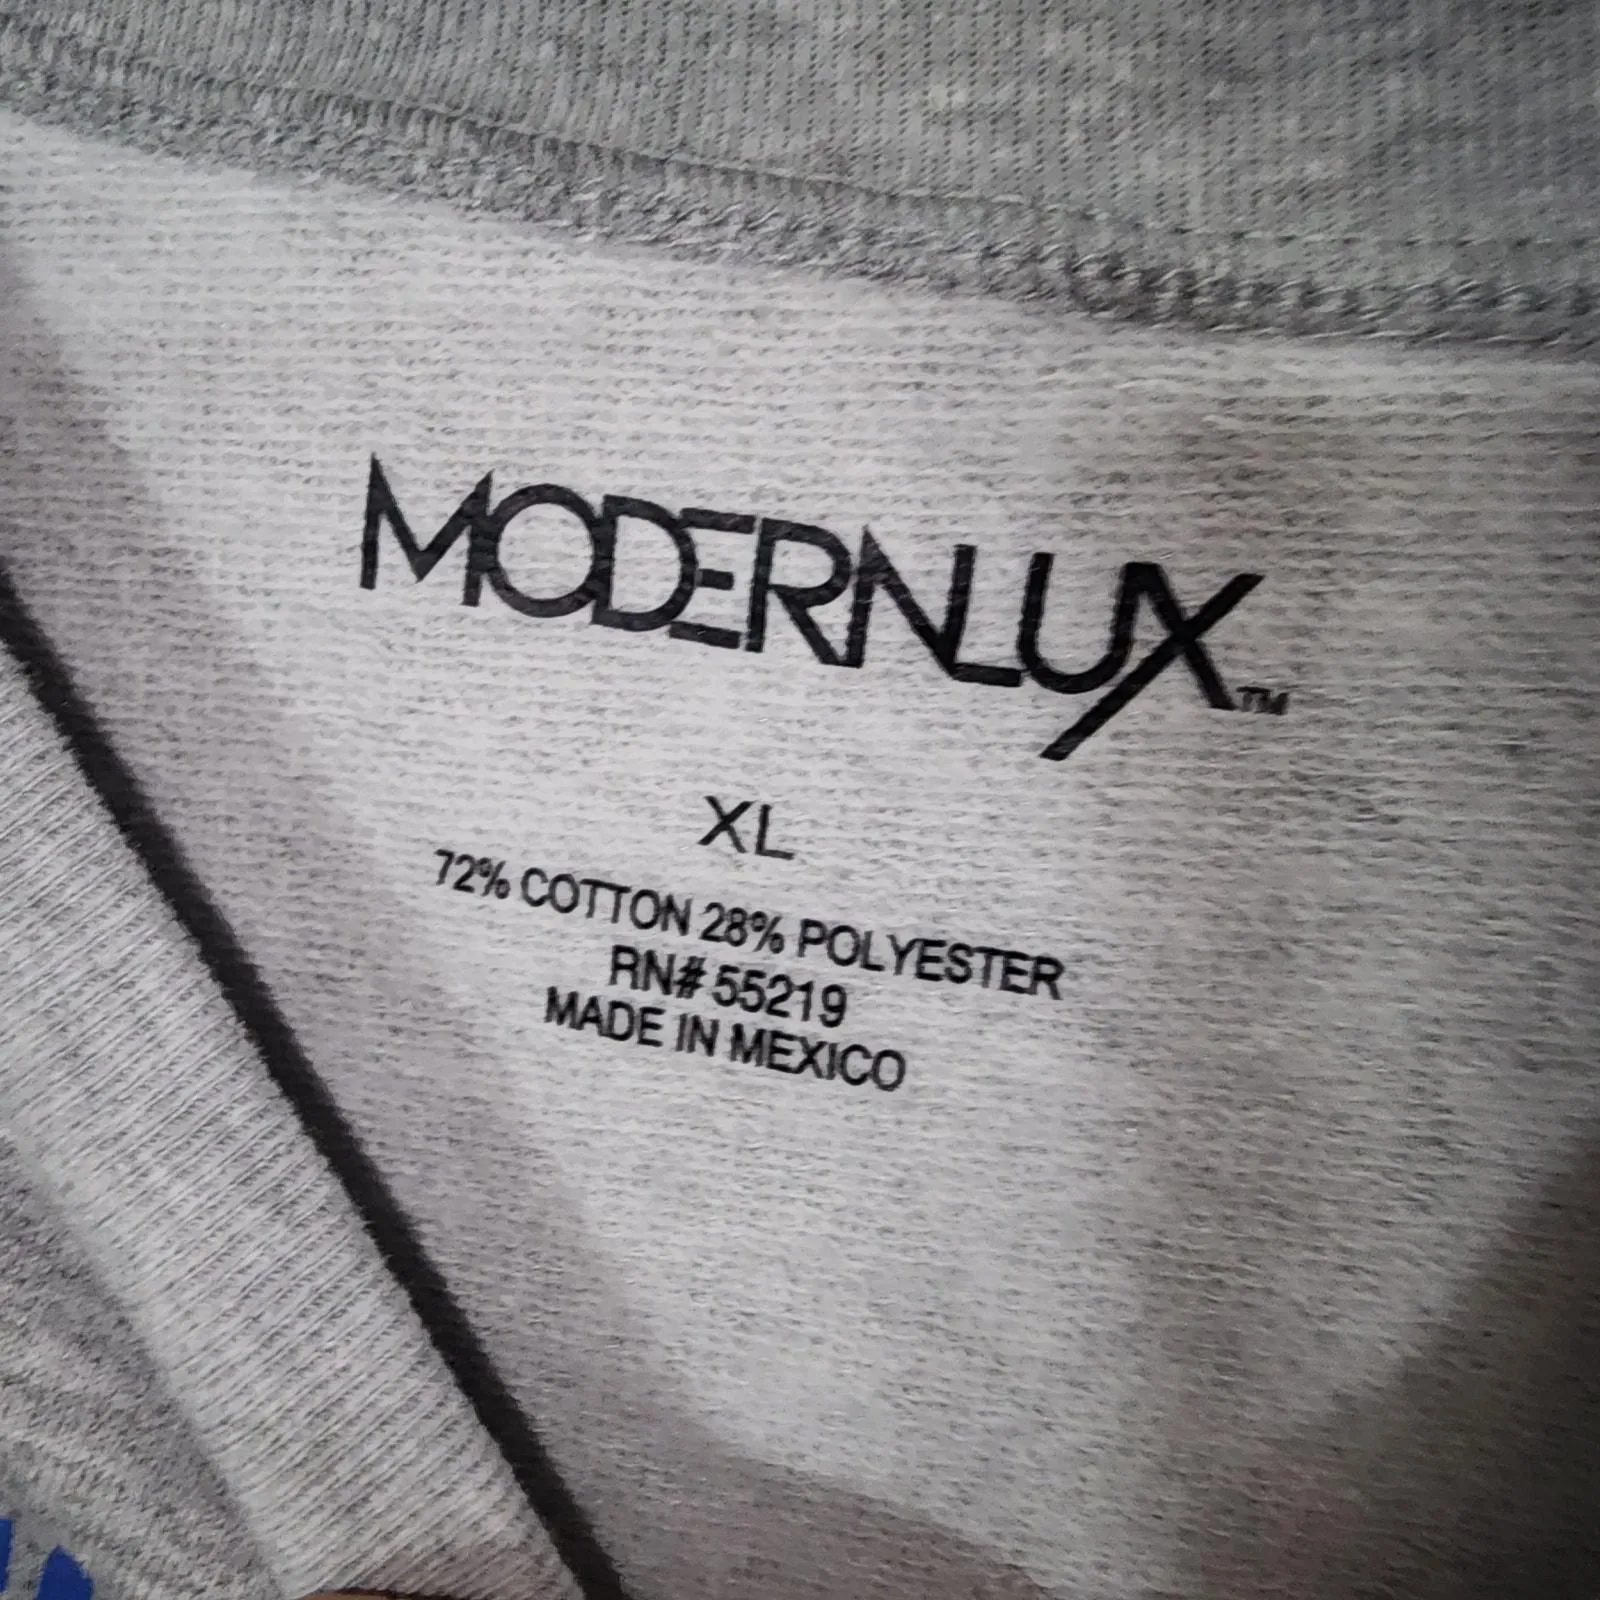 MODERNLUX™
XL
72% COTTON 28% POLYESTER
RN# 55219
MADE IN MEXICO